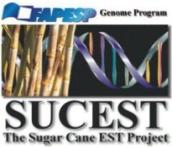 FAPESP Genome Program
SUCEST
The Sugar Cane EST Project